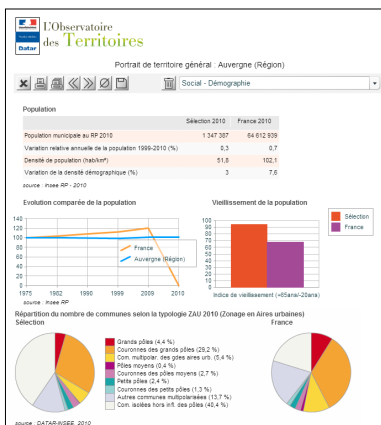 L'Observatoire
des Territoires
Datar
Portrait de territoire général : Auvergne (Région)
Social - Démographie
Population
Sélection 2010 France 2010
Population municipale au RP 2010 1 347 387 64 612 939
Variation relative annuelle de la population 1999-2010 (%) 0,3 0,7
Densité de population (hab/km²) 51,8 102,1
Variation de la densité démographique (%) 3 7,6
source : Insee RP - 2010
Evolution comparée de la population
140
120
100
80
60
40
20
0
1975 1982 1990 1999 2009 2010
France
Auvergne (Région)
source : Insee RP
Vieillissement de la population
100
90
80
70
60
50
40
30
20
10
0
Indice de vieillissement (+65ans/-20ans)
Sélection
France
Répartition du nombre de communes selon la typologie ZAU 2010 (Zonage en Aires urbaines)
Sélection
Grands pôles (4,4 %)
Couronnes des grands pôles (29,2 %)
Com. multipolar. des gdes aires urb. (5,4 %)
Pôles moyens (0,4 %)
Couronnes des pôles moyens (2,7 %)
Petits pôles (2,4 %)
Couronnes des petits pôles (1,3 %)
Autres communes multipolarisées (13,7 %)
Com. isolées hors infl. des pôles (40,4 %)
France
source : DATAR-INSEE, 2010